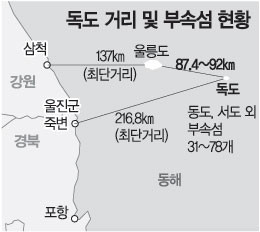 독도 거리 및 부속섬 현황
삼척
137㎞
(최단거리)
울릉도
87.4~92㎞
강원
독도
울진군
죽변
216.8㎞
(최단거리)
동도, 서도 외
부속섬
31~78개
경북
동해
포항